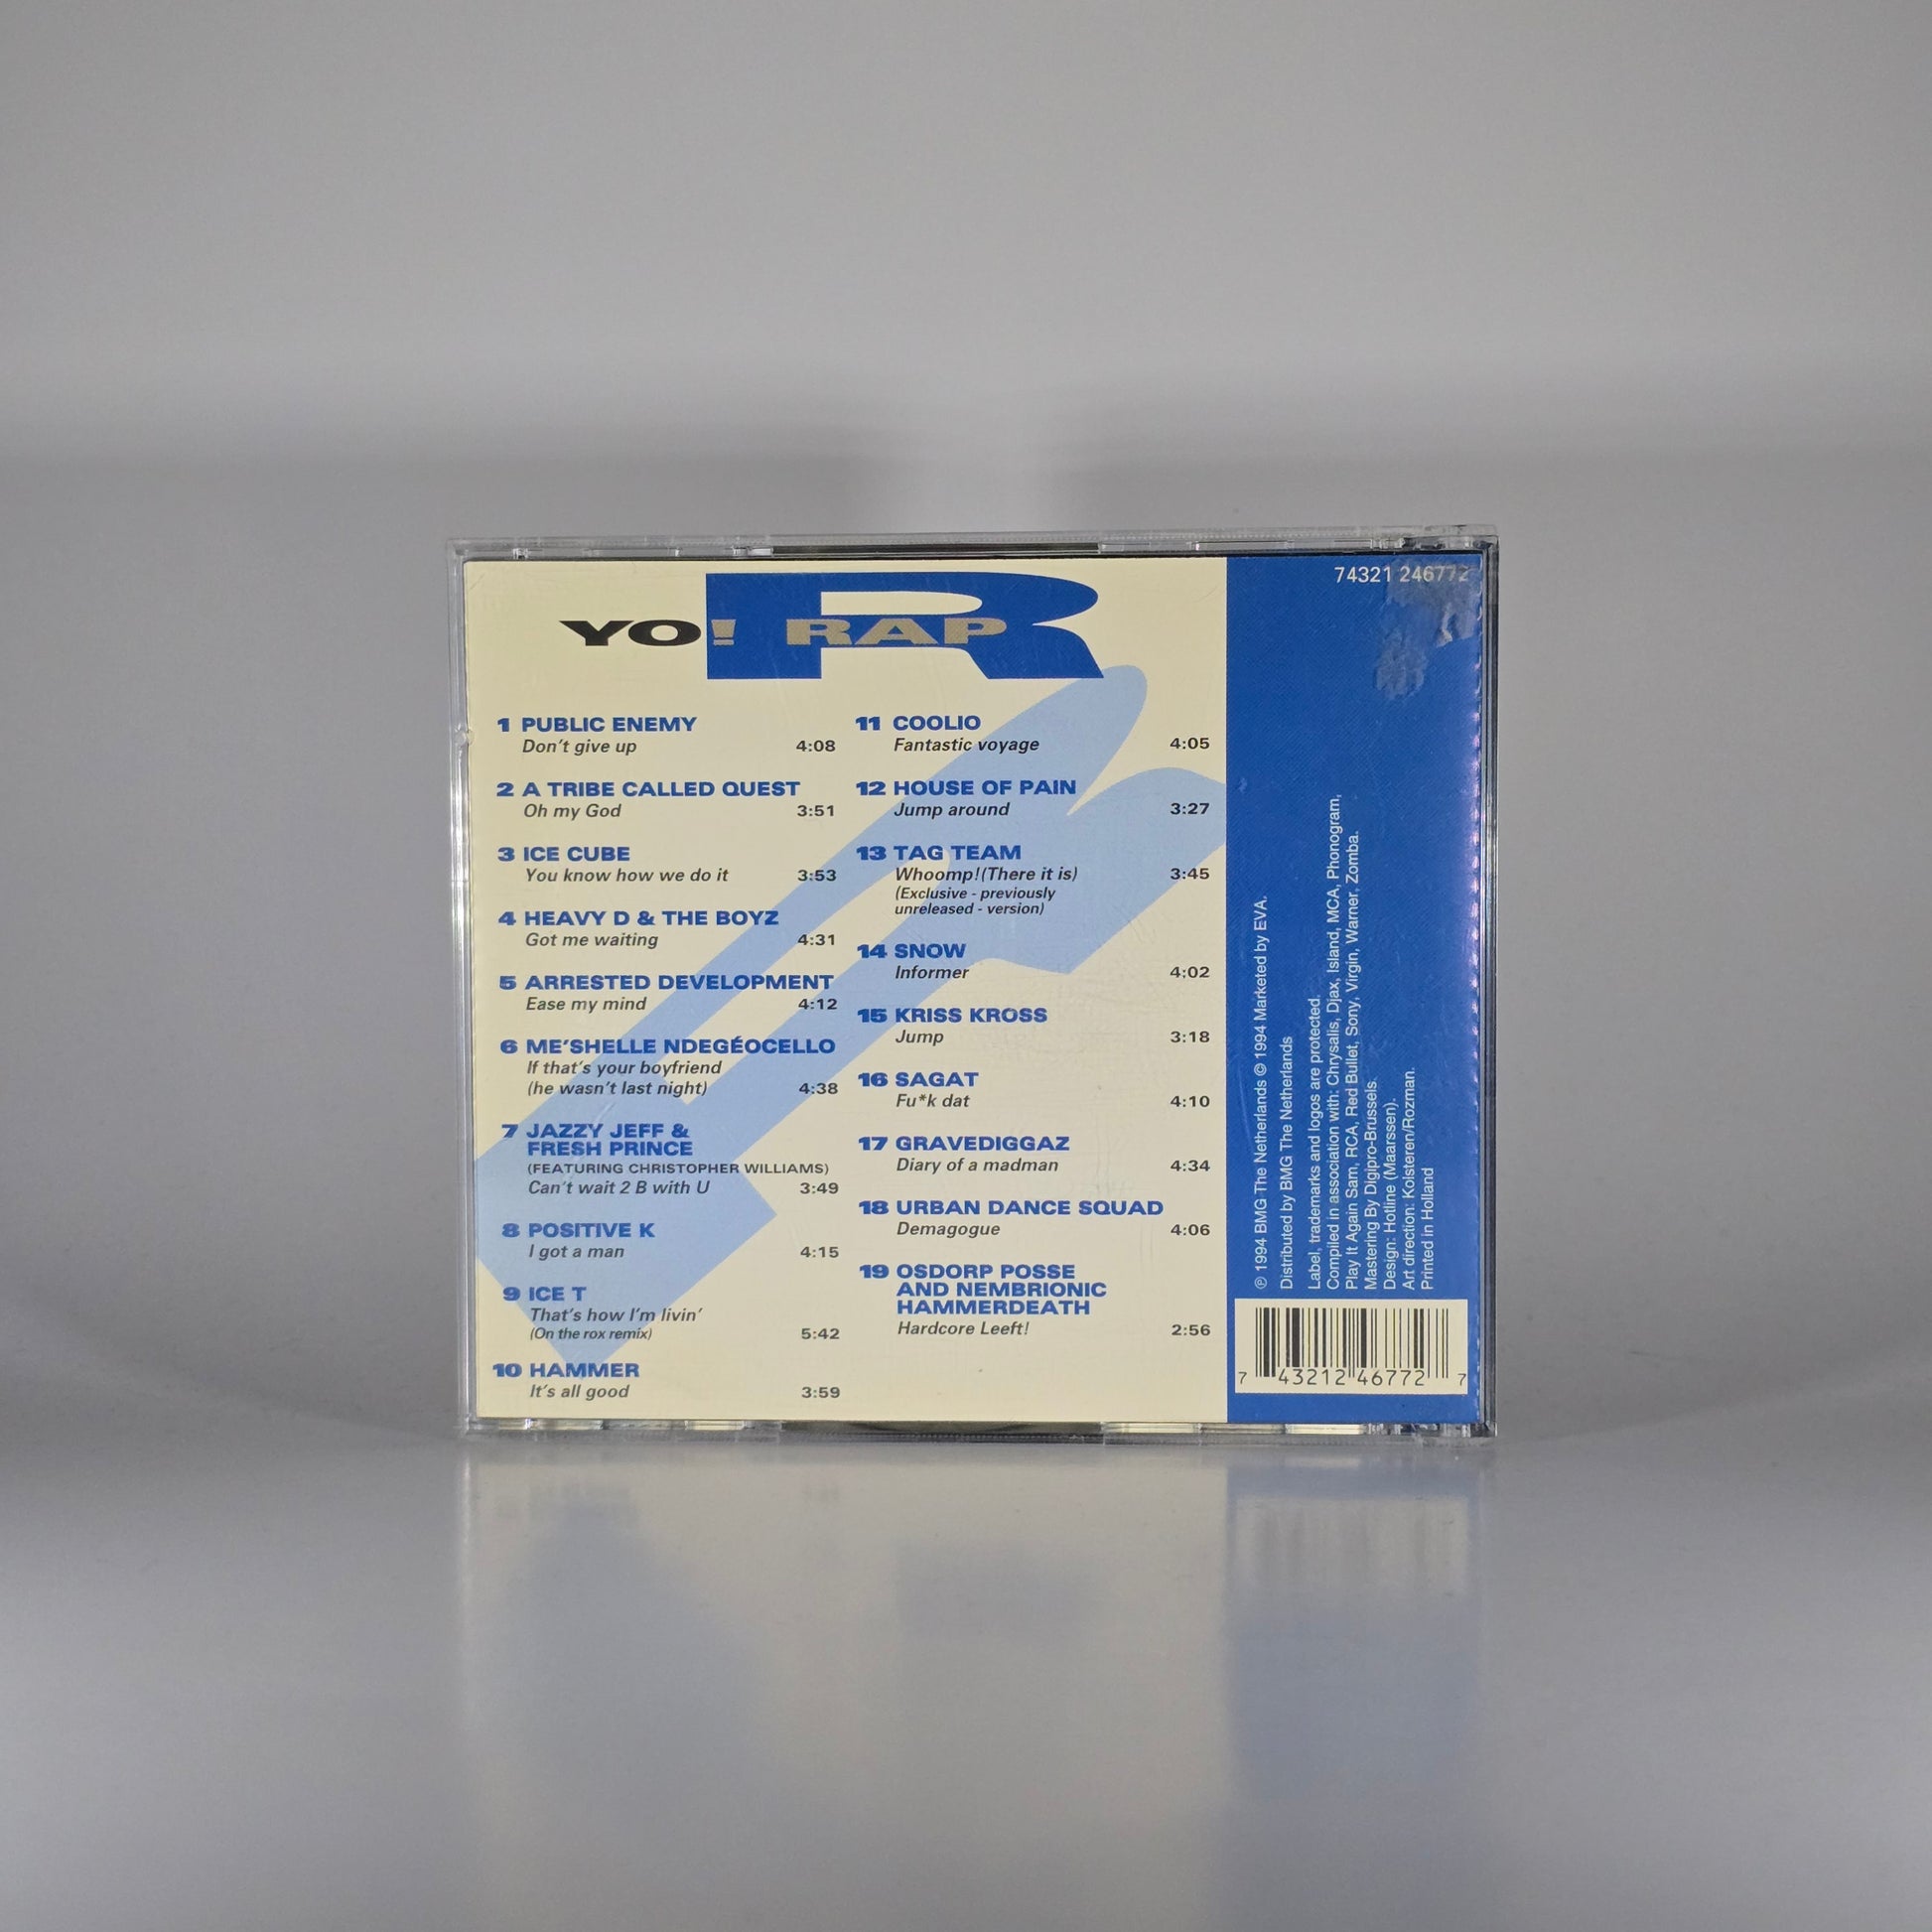 YO! RAP
R
1 PUBLIC ENEMY
Don't give up 4:08
2 A TRIBE CALLED QUEST
Oh my God 3:51
3 ICE CUBE
You know how we do it 3:53
4 HEAVY D & THE BOYZ
Got me waiting 4:31
5 ARRESTED DEVELOPMENT
Ease my mind 4:12
6 ME'SHELLE NDEGÉOCELLO
If that's your boyfriend
(he wasn't last night) 4:38
7 JAZZY JEFF &
FRESH PRINCE
(FEATURING CHRISTOPHER WILLIAMS)
Can't wait 2 B with U 3:49
8 POSITIVE K
I got a man 4:15
9 ICE T
That's how I'm livin'
(On the rox remix) 5:42
10 HAMMER
It's all good 3:59
11 COOLIO
Fantastic voyage 4:05
12 HOUSE OF PAIN
Jump around 3:27
13 TAG TEAM
Whoomp!(There it is) 3:45
(Exclusive - previously
unreleased - version)
14 SNOW
Informer 4:02
15 KRISS KROSS
Jump 3:18
16 SAGAT
Fu*k dat 4:10
17 GRAVEDIGGAZ
Diary of a madman 4:34
18 URBAN DANCE SQUAD
Demagogue 4:06
19 OSDORP POSSE
AND NEMBRIONIC
HAMMERDEATH
Hardcore Leeft! 2:56
74321 246772
℗ 1994 BMG The Netherlands © 1994 Marketed by EVA.
Distributed by BMG The Netherlands
Label, trademarks and logos are protected.
Compiled in association with: Chrysalis, Djax, Island, MCA, Phonogram,
Play It Again Sam, RCA, Red Bullet, Sony, Virgin, Warner, Zomba.
Mastering By Digipro-Brussels.
Design: Hotline (Maarssen).
Art direction: Kolsteren/Rozman.
Printed in Holland
7 43212 46772 7